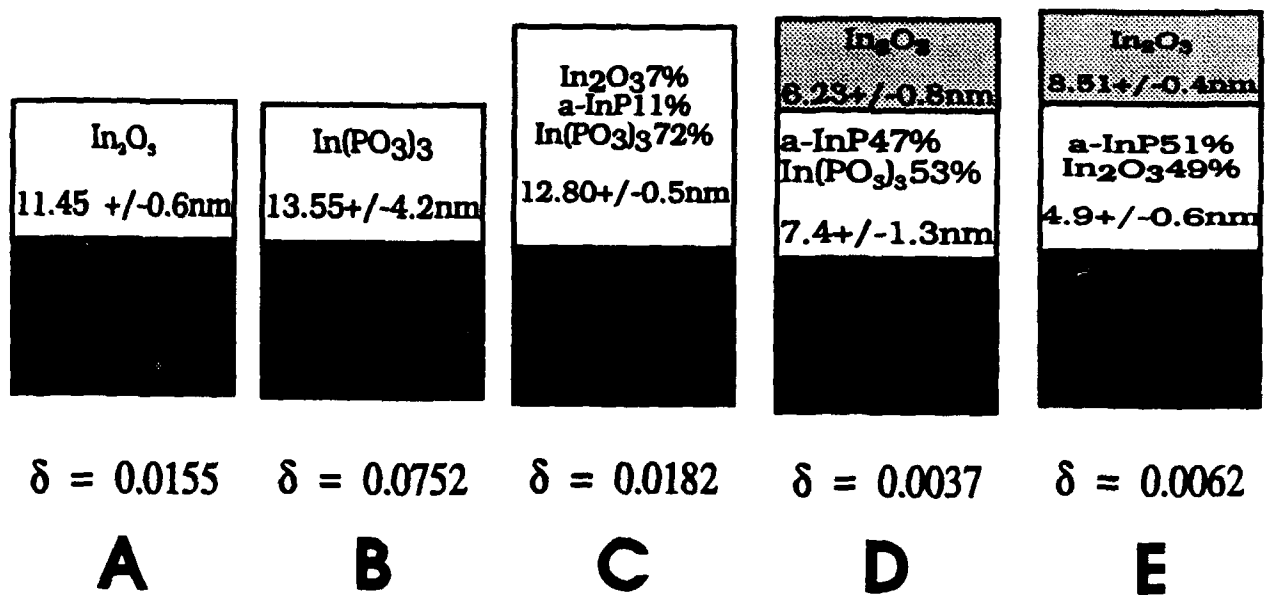 In₂O₃
11.45 +/-0.6nm
δ = 0.0155
A
In(PO₃)₃
13.55+/-4.2nm
δ = 0.0752
B
In2O37%
a-InP11%
In(PO₃)₃72%
12.80+/-0.5nm
δ = 0.0182
C
In₂O₃
6.23+/-0.8nm
a-InP47%
In(PO₃)₃53%
7.4+/-1.3nm
δ = 0.0037
D
In₂O₃
8.51+/-0.4nm
a-InP51%
In2O349%
4.9+/-0.6nm
δ = 0.0062
E